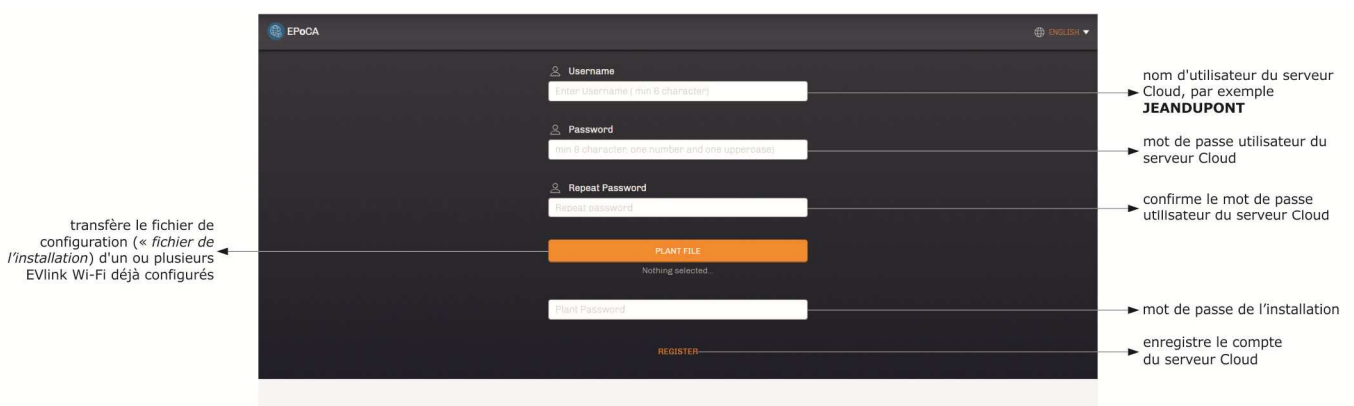 EPoCA
ENGLISH
Username
Enter Username ( min 6 character)
nom d'utilisateur du serveur
Cloud, par exemple
JEANDUPONT
Password
min 8 character, one number and one uppercase)
mot de passe utilisateur du
serveur Cloud
Repeat Password
Repeat password
confirme le mot de passe
utilisateur du serveur Cloud
transfère le fichier de
configuration (« fichier de
l'installation) d'un ou plusieurs
EVlink Wi-Fi déjà configurés
PLANT FILE
Nothing selected..
Plant Password
mot de passe de l'installation
REGISTER
enregistre le compte
du serveur Cloud